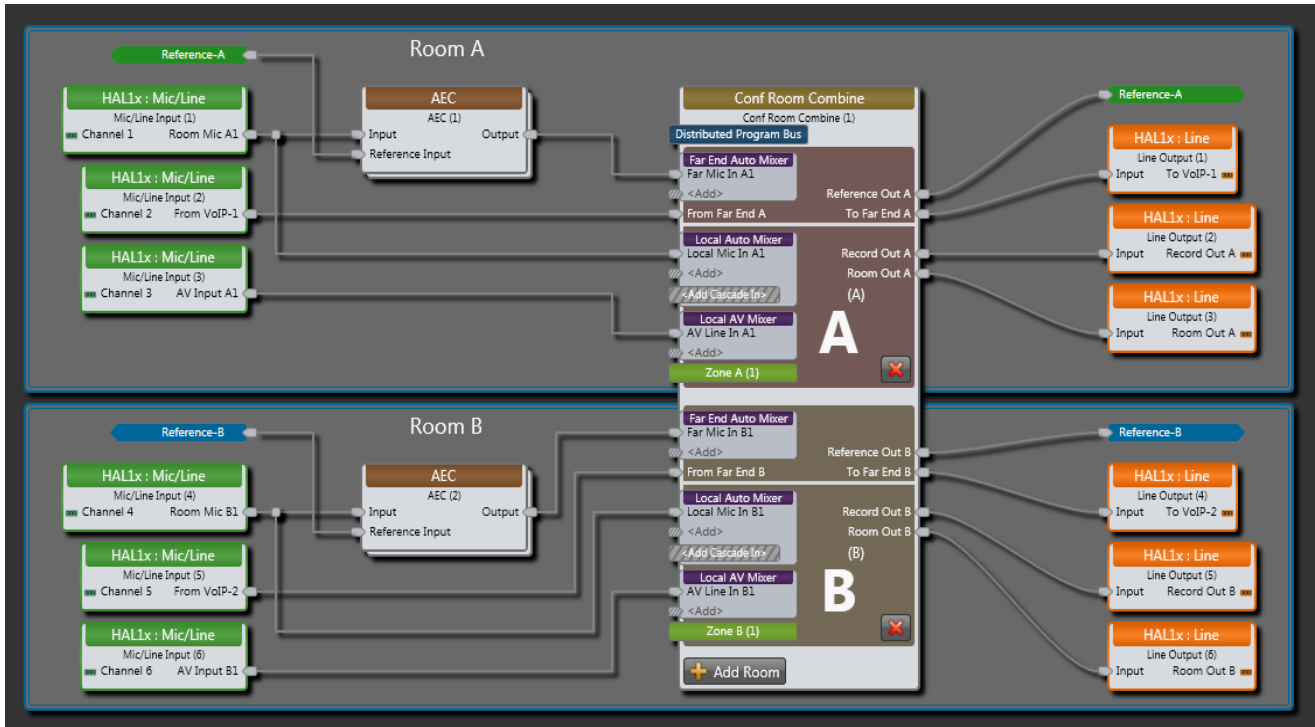 Room A
Reference-A
HAL1x : Mic/Line
Mic/Line Input (1)
Channel 1 Room Mic A1
HAL1x : Mic/Line
Mic/Line Input (2)
Channel 2 From VoIP-1
HAL1x : Mic/Line
Mic/Line Input (3)
Channel 3 AV Input A1
AEC
AEC (1)
Input Output
Reference Input
Conf Room Combine
Conf Room Combine (1)
Distributed Program Bus
Far End Auto Mixer
Far Mic In A1
<Add> Reference Out A
From Far End A To Far End A
Local Auto Mixer
Local Mic In A1 Record Out A
<Add> Room Out A
<Add Cascade In> (A)
Local AV Mixer
AV Line In A1
A
<Add>
Zone A (1)
Reference-A
HAL1x : Line
Line Output (1)
Input To VoIP-1
HAL1x : Line
Line Output (2)
Input Record Out A
HAL1x : Line
Line Output (3)
Input Room Out A
Room B
Reference-B
HAL1x : Mic/Line
Mic/Line Input (4)
Channel 4 Room Mic B1
HAL1x : Mic/Line
Mic/Line Input (5)
Channel 5 From VoIP-2
HAL1x : Mic/Line
Mic/Line Input (6)
Channel 6 AV Input B1
AEC
AEC (2)
Input Output
Reference Input
Far End Auto Mixer
Far Mic In B1
<Add> Reference Out B
From Far End B To Far End B
Local Auto Mixer
Local Mic In B1 Record Out B
<Add> Room Out B
<Add Cascade In> (B)
Local AV Mixer
AV Line In B1
B
<Add>
Zone B (1)
Add Room
Reference-B
HAL1x : Line
Line Output (4)
Input To VoIP-2
HAL1x : Line
Line Output (5)
Input Record Out B
HAL1x : Line
Line Output (6)
Input Room Out B